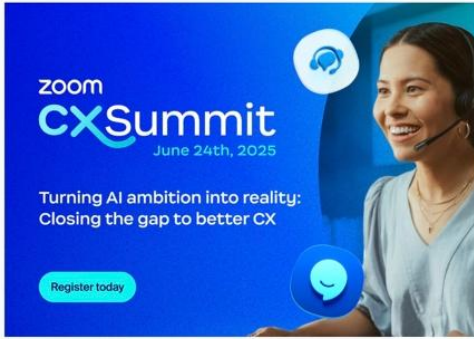 zoom
CXSummit
June 24th, 2025
Turning AI ambition into reality:
Closing the gap to better CX
Register today